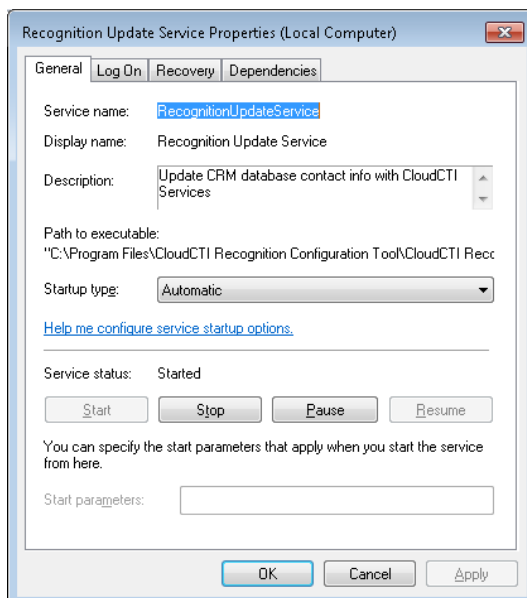 Recognition Update Service Properties (Local Computer)
General Log On Recovery Dependencies
Service name: RecognitionUpdateService
Display name: Recognition Update Service
Description: Update CRM database contact info with CloudCTI
Services
Path to executable:
"C:\Program Files\CloudCTI Recognition Configuration Tool\CloudCTI Recc
Startup type: Automatic
Help me configure service startup options.
Service status: Started
Start Stop Pause Resume
You can specify the start parameters that apply when you start the service
from here.
Start parameters:
OK Cancel Apply